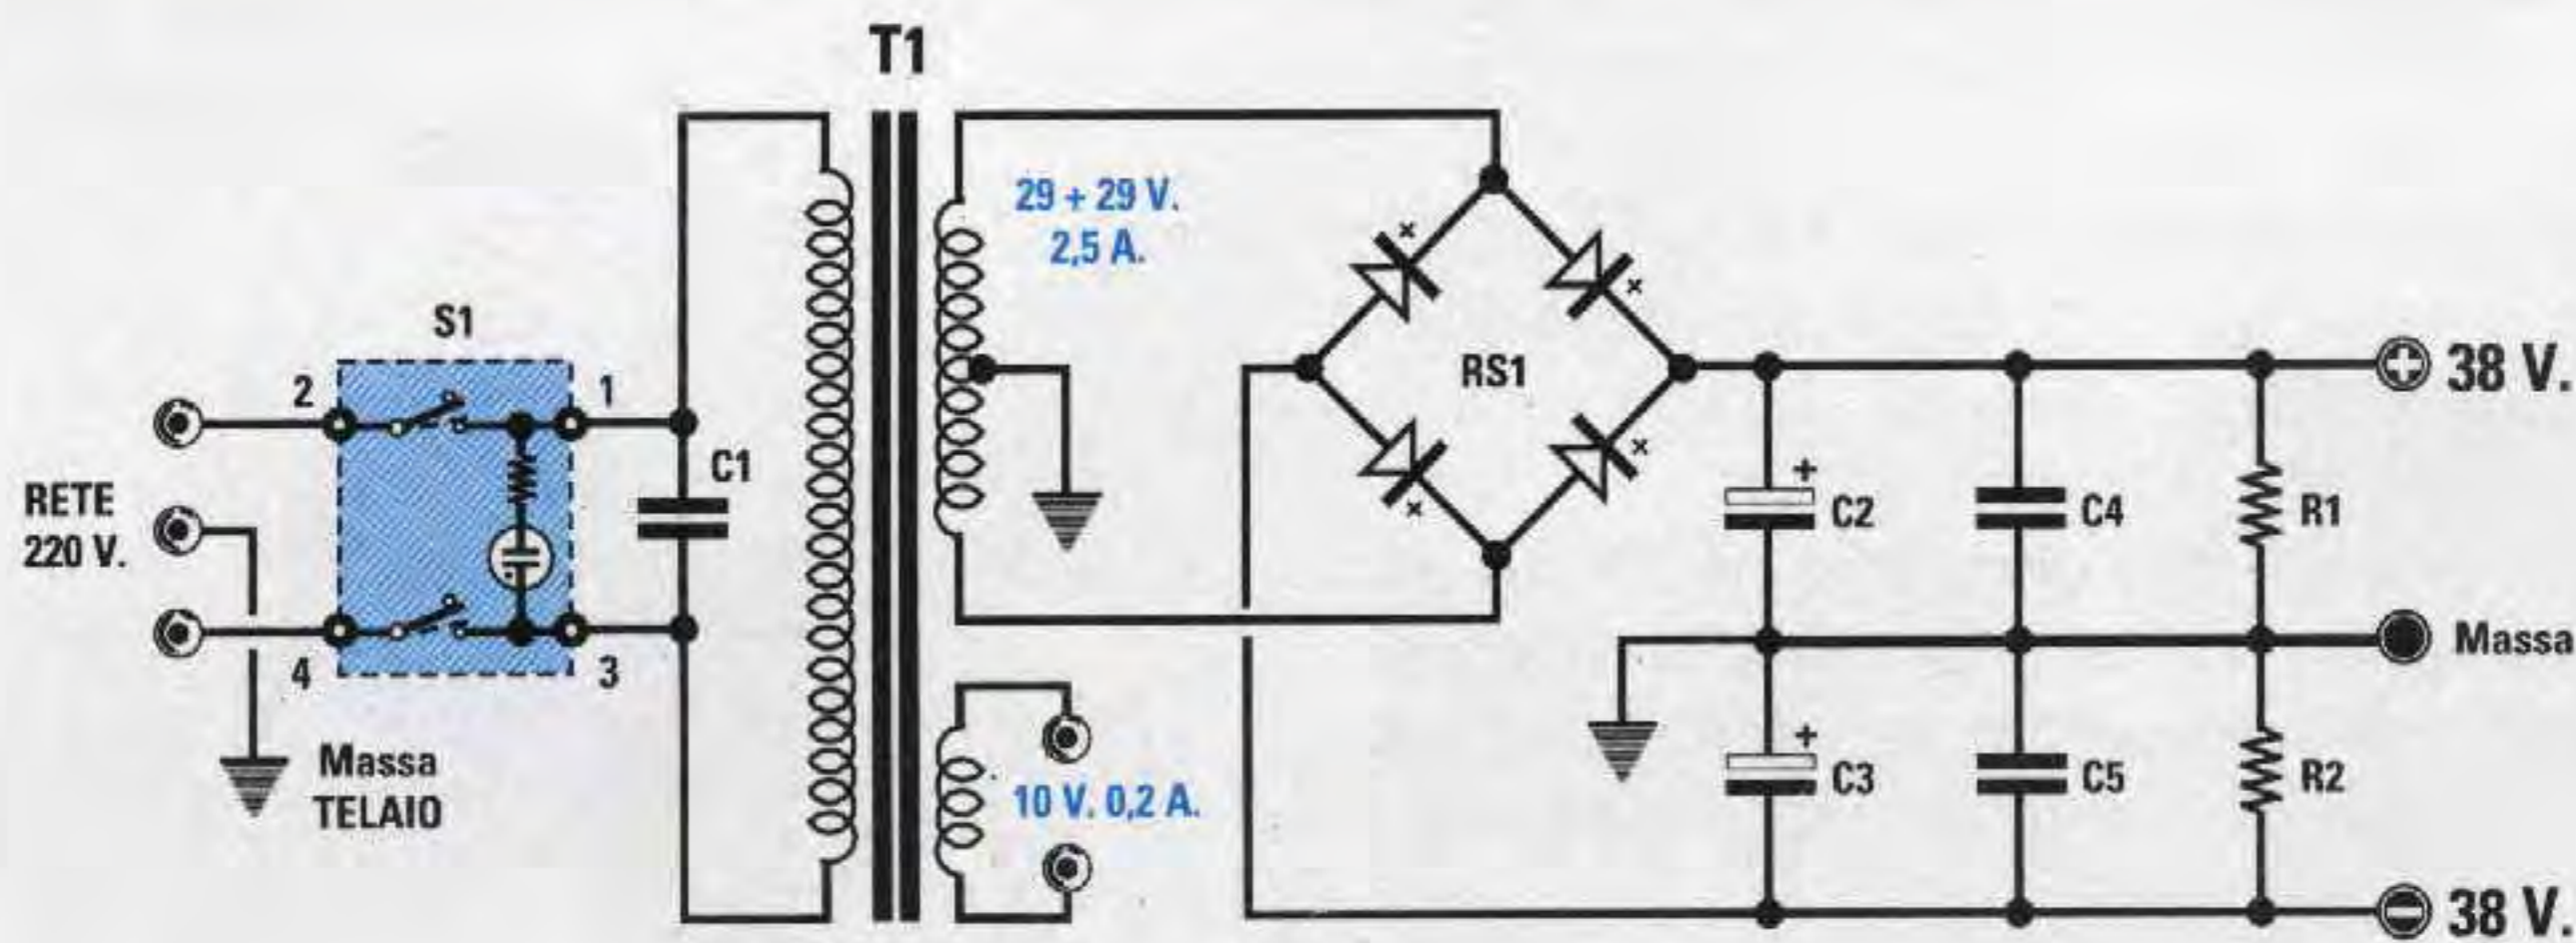 T1
29 + 29 V.
2,5 A.
S1
2
1
RS1
+
38 V.
C1
RETE
220 V.
+
C2
C4
R1
4
3
Massa
Massa
TELAIO
10 V. 0,2 A.
+
C3
C5
R2
-
38 V.